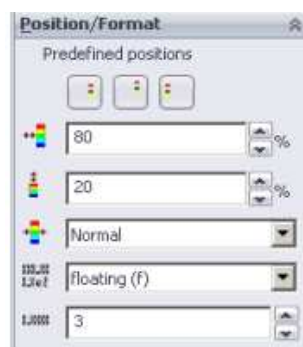 Position/Format
Predefined positions
80 %
20 %
Normal
floating (f)
3